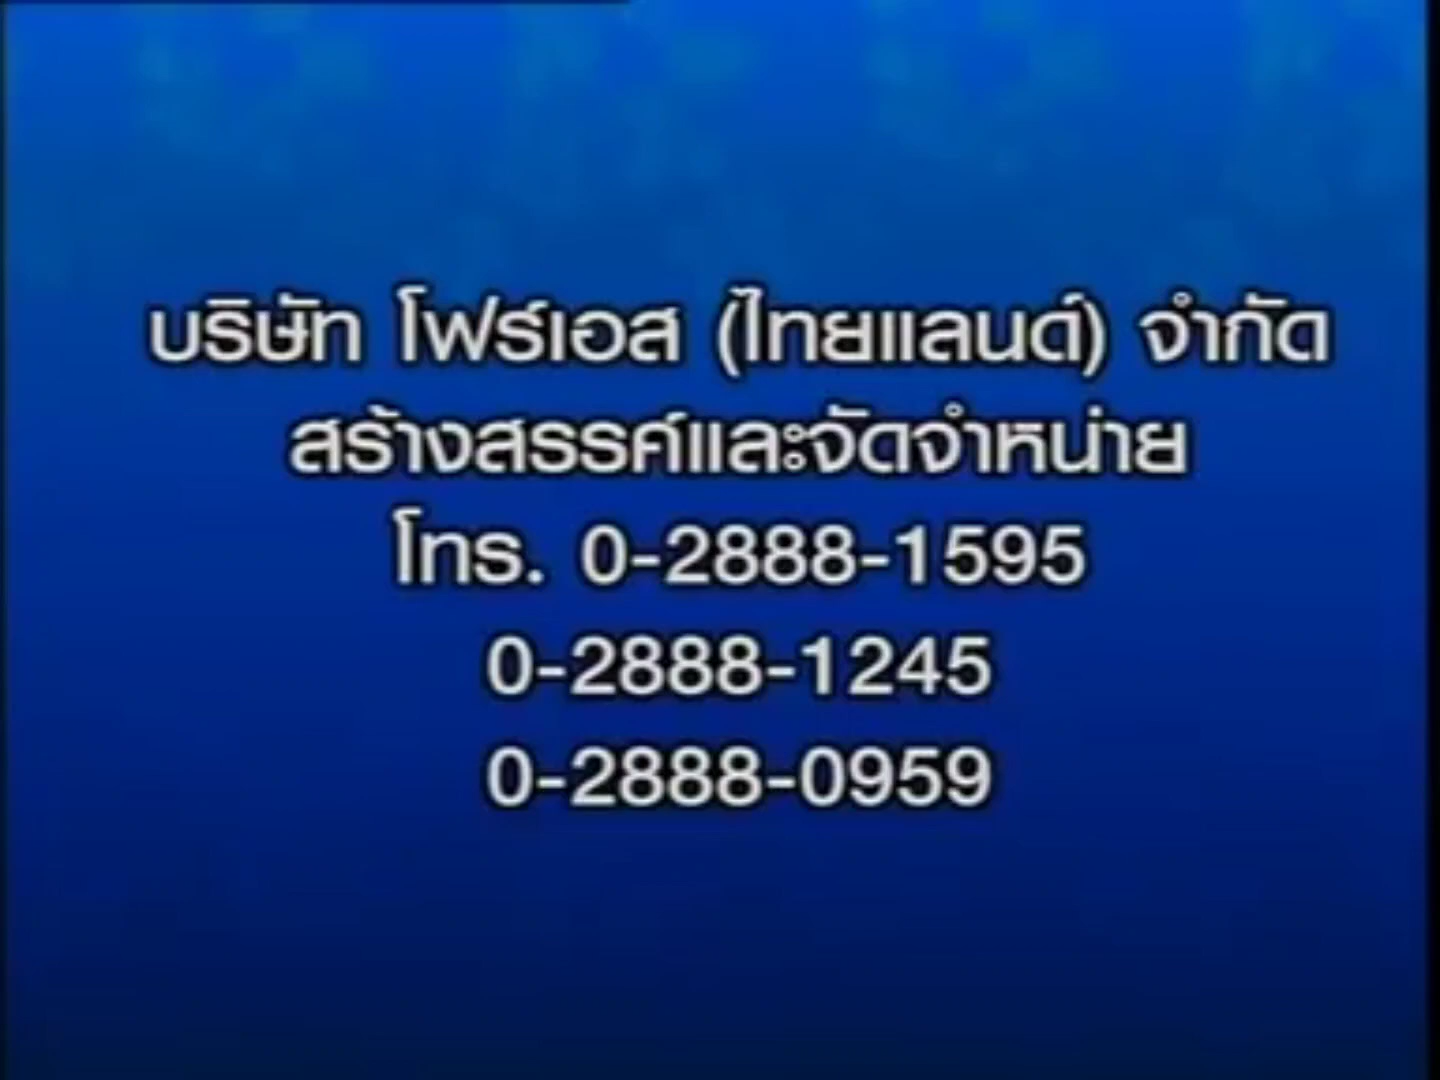 บริษัท โฟร์เอส (ไทยแลนด์) จำกัด
สร้างสรรค์และจัดจำหน่าย
โทร. 0-2888-1595
0-2888-1245
0-2888-0959